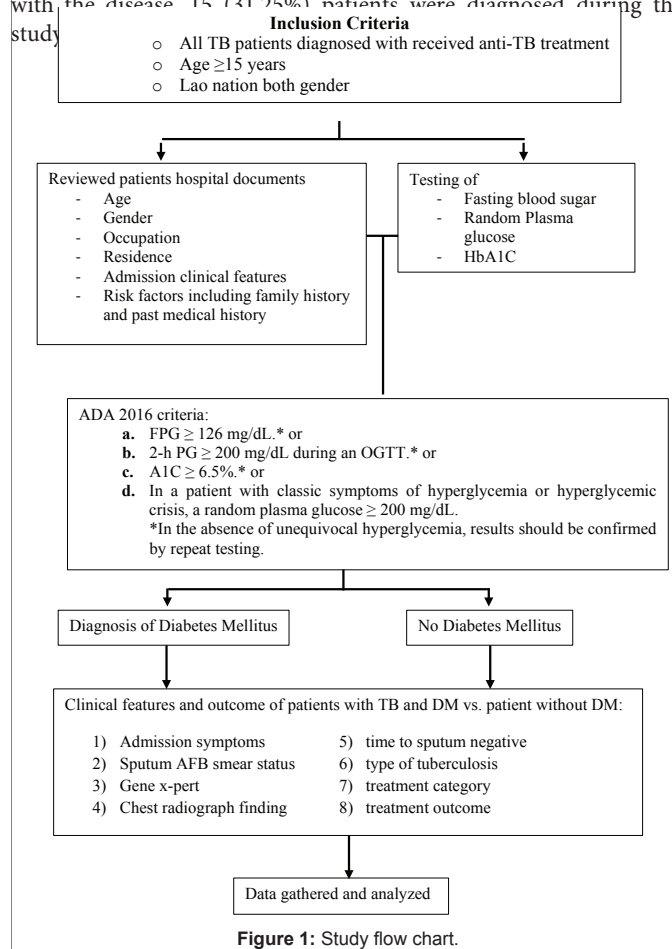 with the disease, 15 (31.25%) patients were diagnosed during th
study
Inclusion Criteria
o All TB patients diagnosed with received anti-TB treatment
o Age ≥15 years
o Lao nation both gender
Reviewed patients hospital documents
- Age
- Gender
- Occupation
- Residence
- Admission clinical features
- Risk factors including family history
and past medical history
Testing of
- Fasting blood sugar
- Random Plasma
glucose
- HbA1C
ADA 2016 criteria:
a. FPG ≥ 126 mg/dL.* or
b. 2-h PG ≥ 200 mg/dL during an OGTT.* or
c. A1C ≥ 6.5%.* or
d. In a patient with classic symptoms of hyperglycemia or hyperglycemic
crisis, a random plasma glucose ≥ 200 mg/dL.
*In the absence of unequivocal hyperglycemia, results should be confirmed
by repeat testing.
Diagnosis of Diabetes Mellitus
No Diabetes Mellitus
Clinical features and outcome of patients with TB and DM vs. patient without DM:
1) Admission symptoms
2) Sputum AFB smear status
3) Gene x-pert
4) Chest radiograph finding
5) time to sputum negative
6) type of tuberculosis
7) treatment category
8) treatment outcome
Data gathered and analyzed
Figure 1: Study flow chart.